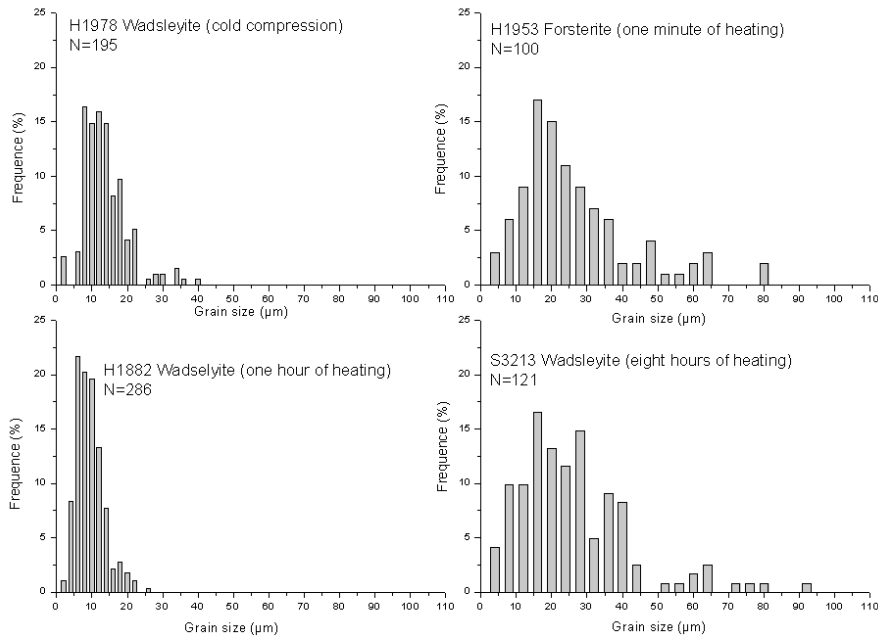 H1978 Wadsleyite (cold compression)
N=195
Frequence (%)
25
20
15
10
5
0
0 10 20 30 40 50 60 70 80 90 100 110
Grain size (µm)
H1953 Forsterite (one minute of heating)
N=100
Frequence (%)
25
20
15
10
5
0
0 10 20 30 40 50 60 70 80 90 100 110
Grain size (µm)
H1882 Wadselyite (one hour of heating)
N=286
Frequence (%)
25
20
15
10
5
0
0 10 20 30 40 50 60 70 80 90 100 110
Grain size (µm)
S3213 Wadsleyite (eight hours of heating)
N=121
Frequence (%)
25
20
15
10
5
0
0 10 20 30 40 50 60 70 80 90 100 110
Grain size (µm)